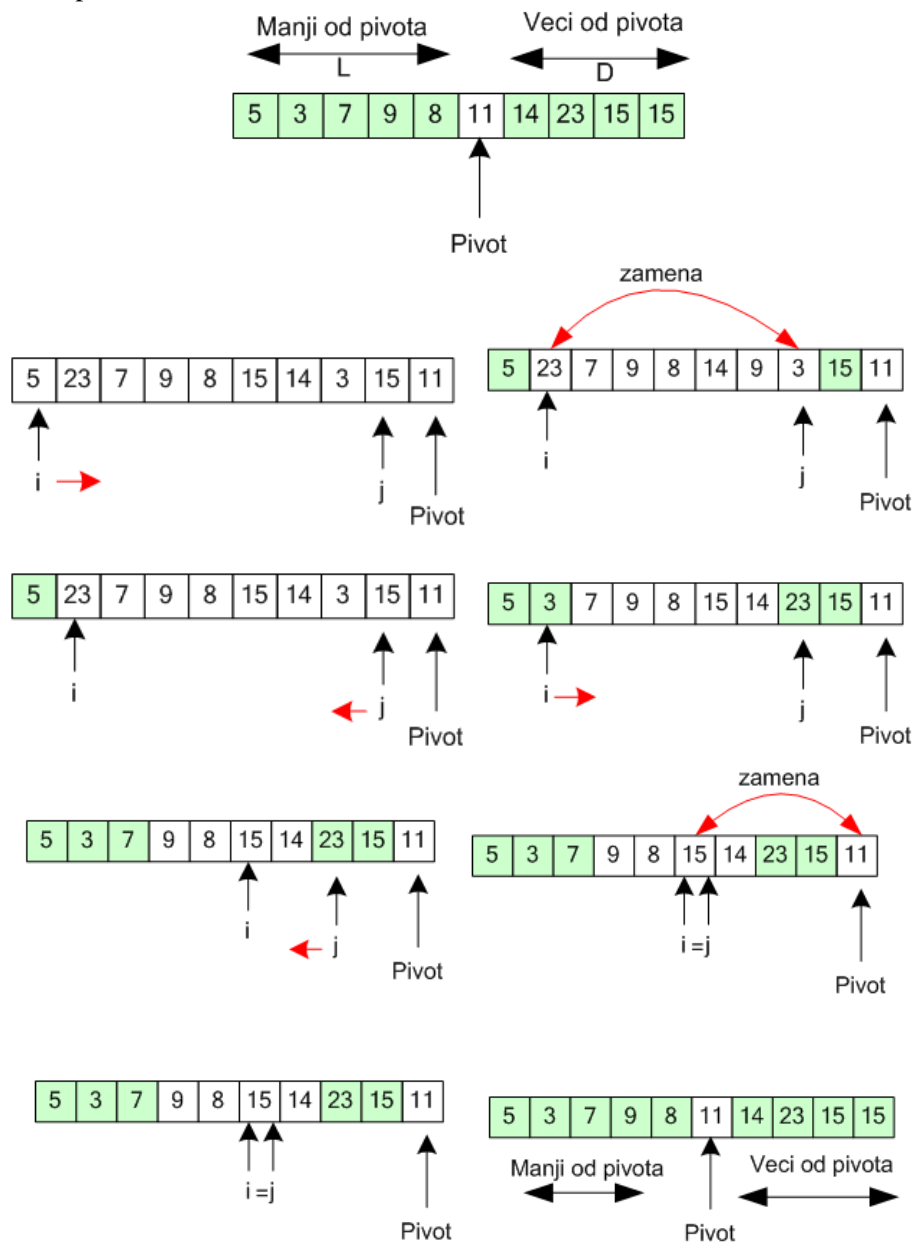 Manji od pivota Veci od pivota
L D
5 3 7 9 8 11 14 23 15 15
Pivot
zamena
5 23 7 9 8 15 14 3 15 11
i j
Pivot
5 23 7 9 8 14 9 3 15 11
i j
Pivot
5 23 7 9 8 15 14 3 15 11
i j
Pivot
5 3 7 9 8 15 14 23 15 11
i j
Pivot
5 3 7 9 8 15 14 23 15 11
i j
Pivot
zamena
5 3 7 9 8 15 14 23 15 11
i =j
Pivot
5 3 7 9 8 15 14 23 15 11
i =j
Pivot
5 3 7 9 8 11 14 23 15 15
Manji od pivota Veci od pivota
Pivot